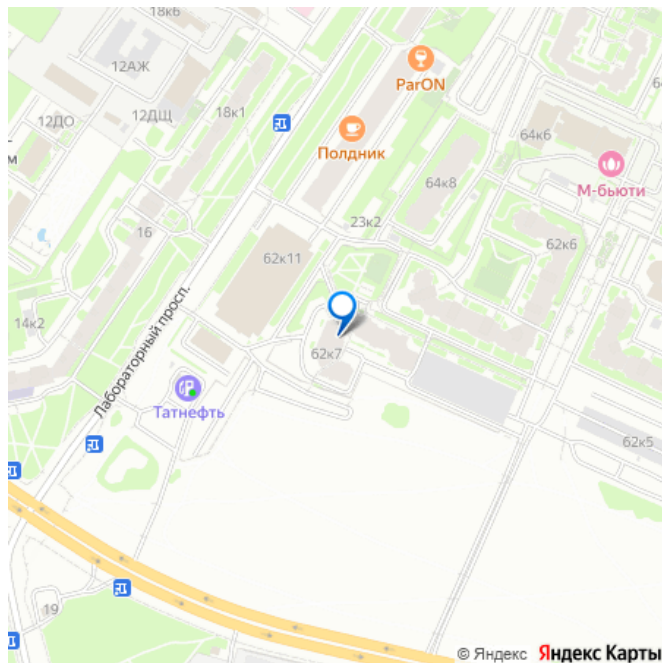 18к6
12АЖ
ParON
18к1
12ДО
12ДЩ
64к6
м
Полдник
М-бьюти
64к8
23к2
16
62к6
62к11
Лабораторный просп.
14к2
62к7
Татнефть
62к5
19
© Яндекс Яндекс Карты